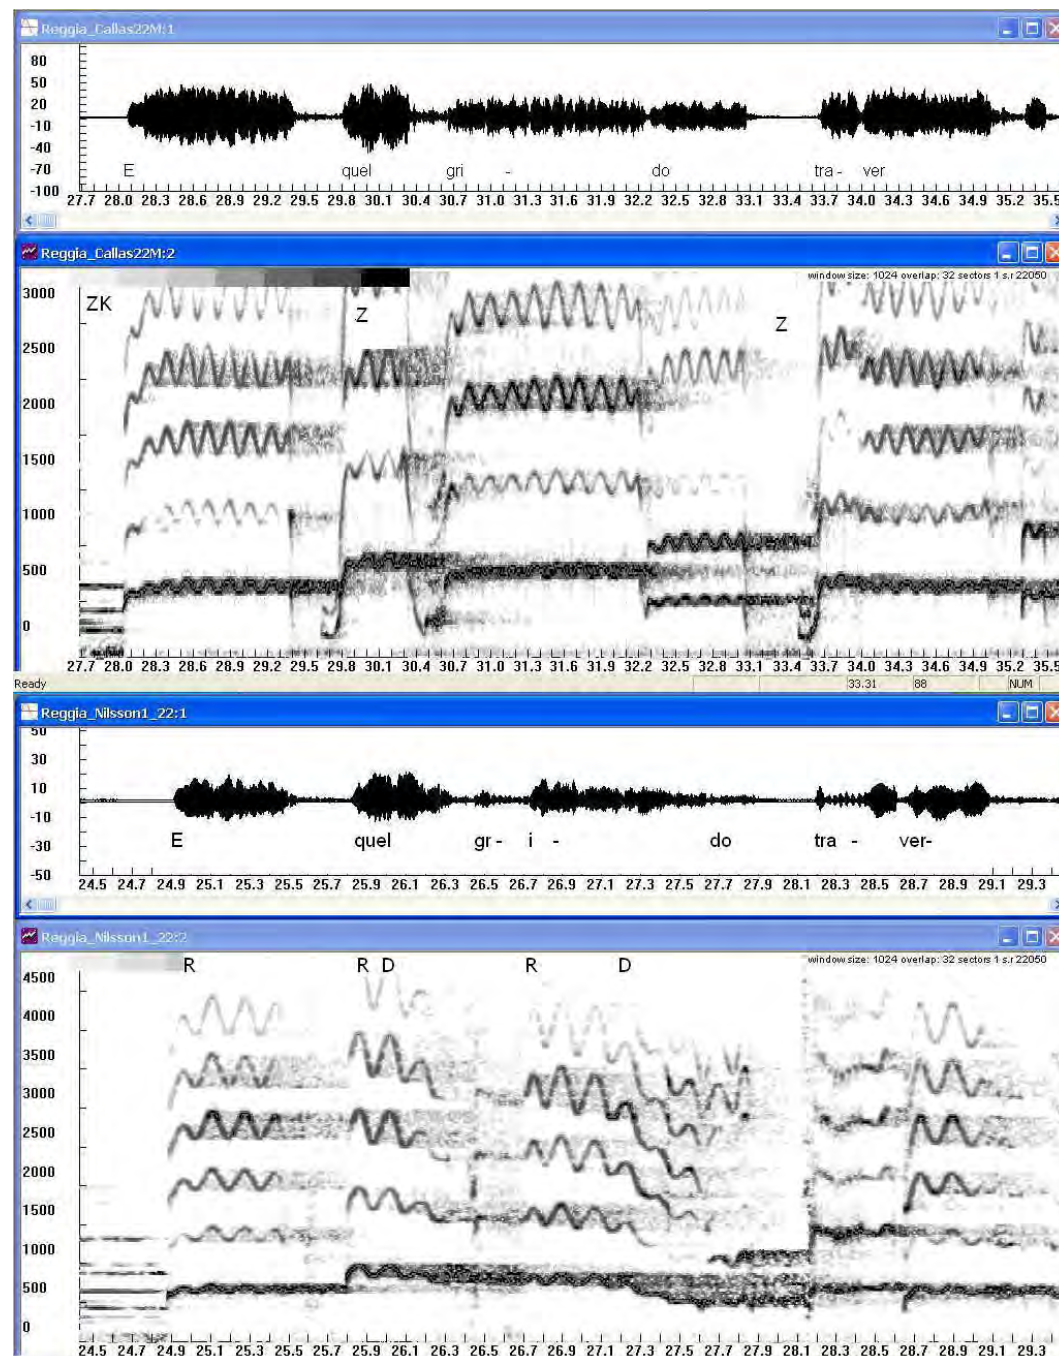 Reggia_Callas22M:1
80
50
20
-10
-40
-70
-100
E quel gri - do tra - ver
27.7 28.0 28.3 28.6 28.9 29.2 29.5 29.8 30.1 30.4 30.7 31.0 31.3 31.6 31.9 32.2 32.5 32.8 33.1 33.4 33.7 34.0 34.3 34.6 34.9 35.2 35.5
Reggia_Callas22M:2
window size: 1024 overlap: 32 sectors 1 s.r 22050
ZK Z Z
3000
2500
2000
1500
1000
500
0
27.7 28.0 28.3 28.6 28.9 29.2 29.5 29.8 30.1 30.4 30.7 31.0 31.3 31.6 31.9 32.2 32.5 32.8 33.1 33.4 33.7 34.0 34.3 34.6 34.9 35.2 35.5
Ready 33.31 88 NUM
Reggia_Nilsson1_22:1
50
30
10
-10
-30
-50
E quel gr - i - do tra - ver-
24.5 24.7 24.9 25.1 25.3 25.5 25.7 25.9 26.1 26.3 26.5 26.7 26.9 27.1 27.3 27.5 27.7 27.9 28.1 28.3 28.5 28.7 28.9 29.1 29.3
Reggia_Nilsson1_22:2
window size: 1024 overlap: 32 sectors 1 s.r 22050
R R D R D
4500
4000
3500
3000
2500
2000
1500
1000
500
0
24.5 24.7 24.9 25.1 25.3 25.5 25.7 25.9 26.1 26.3 26.5 26.7 26.9 27.1 27.3 27.5 27.7 27.9 28.1 28.3 28.5 28.7 28.9 29.1 29.3